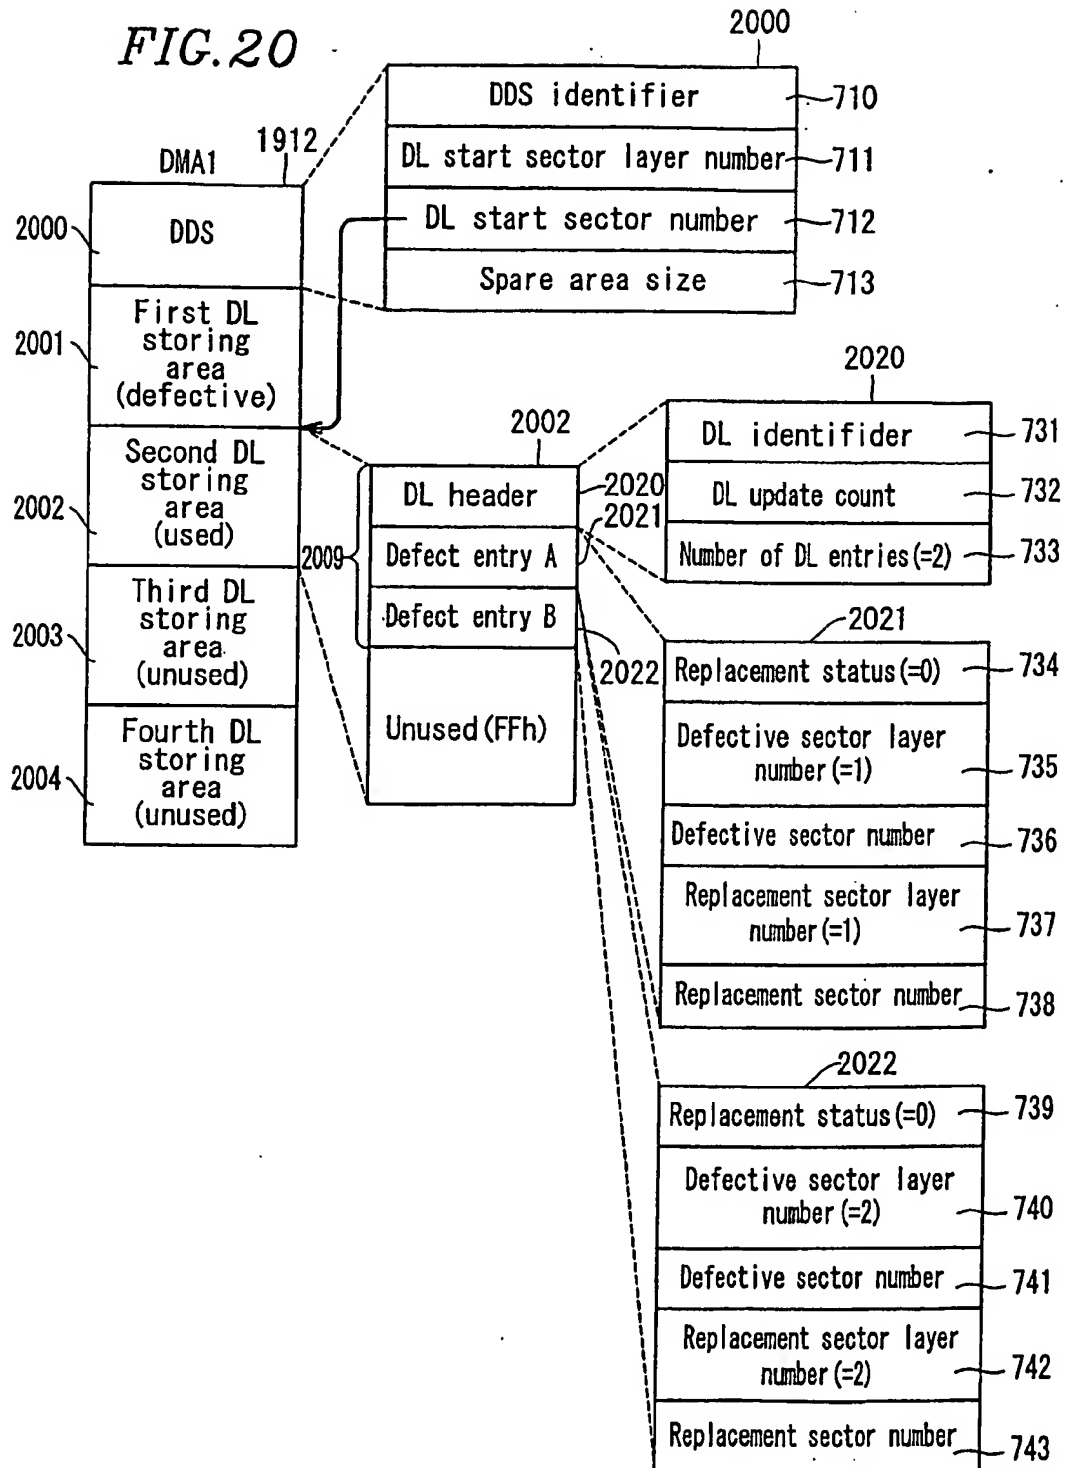 FIG.20
2000
DDS identifier
710
DL start sector layer number
711
DL start sector number
712
Spare area size
713
DMA1
1912
2000
DDS
2001
First DL
storing
area
(defective)
2002
Second DL
storing
area
(used)
2003
Third DL
storing
area
(unused)
2004
Fourth DL
storing
area
(unused)
2002
2009
DL header
2020
2021
Defect entry A
Defect entry B
2022
Unused(FFh)
2020
DL identifider
731
DL update count
732
Number of DL entries(=2)
733
2021
Replacement status(=0)
734
Defective sector layer
number(=1)
735
Defective sector number
736
Replacement sector layer
number(=1)
737
Replacement sector number
738
2022
Replacement status(=0)
739
Defective sector layer
number(=2)
740
Defective sector number
741
Replacement sector layer
number(=2)
742
Replacement sector number
743